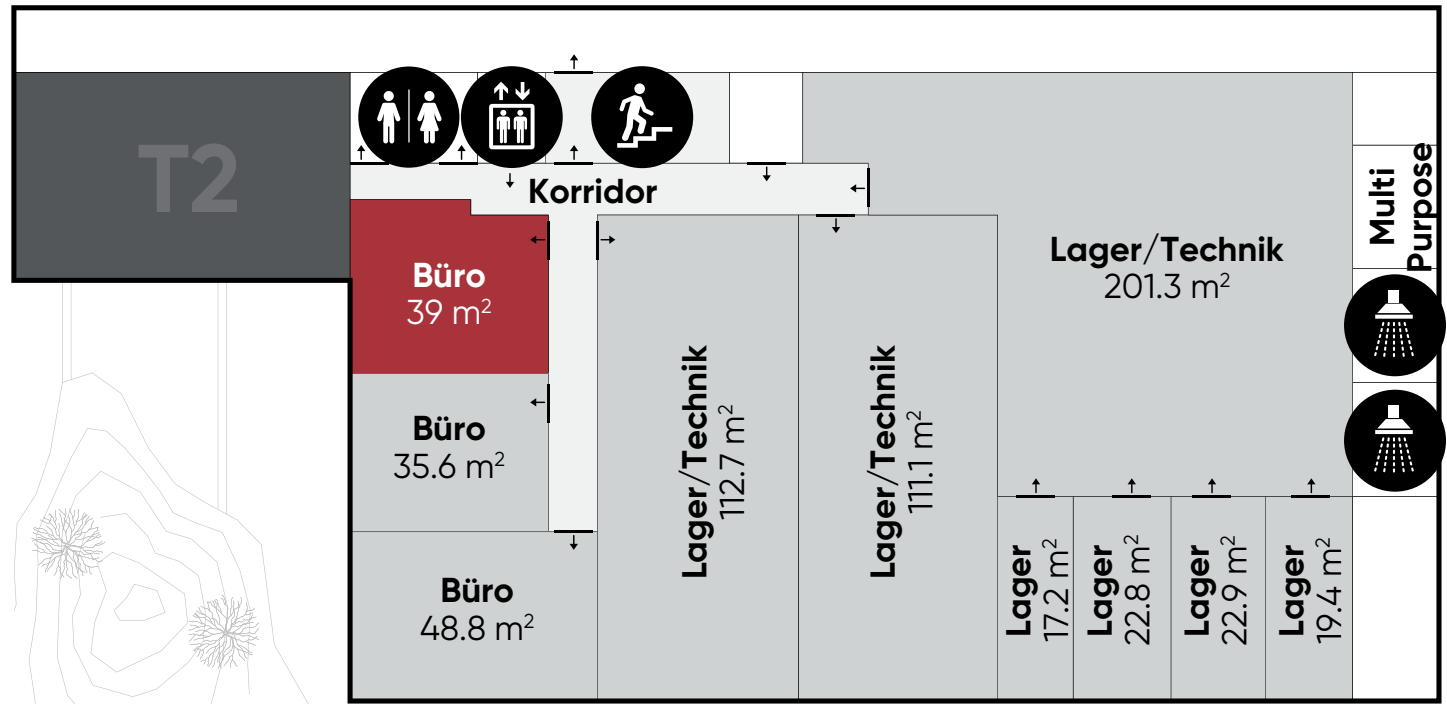 T2
Korridor
Büro
39 m²
Büro
35.6 m²
Büro
48.8 m²
Lager/Technik
112.7 m²
Lager/Technik
111.1 m²
Lager/Technik
201.3 m²
Multi
Purpose
Lager
17.2 m²
Lager
22.8 m²
Lager
22.9 m²
Lager
19.4 m²